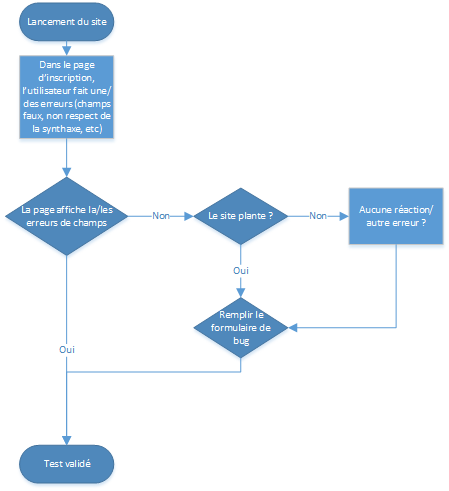 Lancement du site
Dans le page
d'inscription,
l'utilisateur fait une/
des erreurs (champs
faux, non respect de
la synthaxe, etc)
La page affiche la/les
erreurs de champs
Non
Le site plante ?
Non
Aucune réaction/
autre erreur ?
Oui
Remplir le
formulaire de
bug
Oui
Test validé